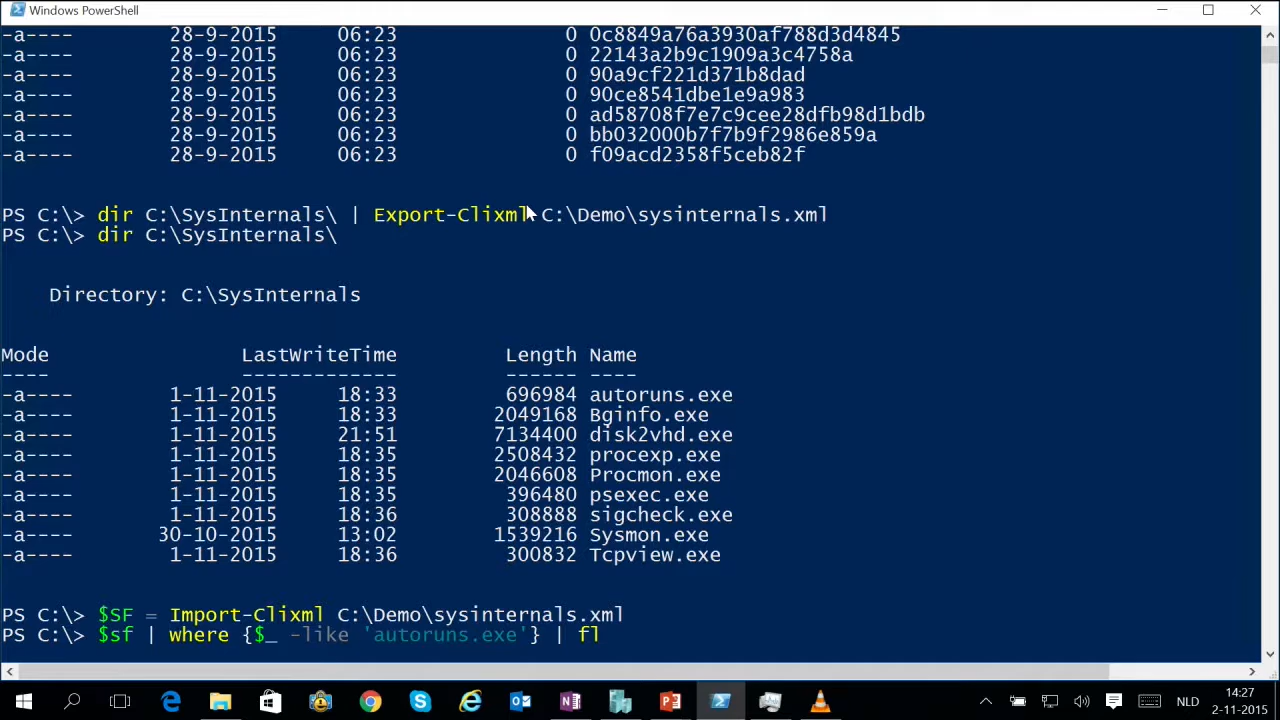 Windows PowerShell
-a---- 28-9-2015 06:23 0 0c8849a76a3930af788d3d4845
-a---- 28-9-2015 06:23 0 22143a2b9c1909a3c4758a
-a---- 28-9-2015 06:23 0 90a9cf221d371b8dad
-a---- 28-9-2015 06:23 0 90ce8541dbe1e9a983
-a---- 28-9-2015 06:23 0 ad58708f7e7c9cee28dfb98d1bdb
-a---- 28-9-2015 06:23 0 bb032000b7f7b9f2986e859a
-a---- 28-9-2015 06:23 0 f09acd2358f5ceb82f
PS C:\> dir C:\SysInternals\ | Export-Clixml C:\Demo\sysinternals.xml
PS C:\> dir C:\SysInternals\
Directory: C:\SysInternals
Mode LastWriteTime Length Name
---- ------------- ------ ----
-a---- 1-11-2015 18:33 696984 autoruns.exe
-a---- 1-11-2015 18:33 2049168 Bginfo.exe
-a---- 1-11-2015 21:51 7134400 disk2vhd.exe
-a---- 1-11-2015 18:35 2508432 procexp.exe
-a---- 1-11-2015 18:35 2046608 Procmon.exe
-a---- 1-11-2015 18:35 396480 psexec.exe
-a---- 1-11-2015 18:36 308888 sigcheck.exe
-a---- 30-10-2015 13:02 1539216 Sysmon.exe
-a---- 1-11-2015 18:36 300832 Tcpview.exe
PS C:\> $SF = Import-Clixml C:\Demo\sysinternals.xml
PS C:\> $sf | where {$_ -like 'autoruns.exe'} | fl
NLD
14:27
2-11-2015